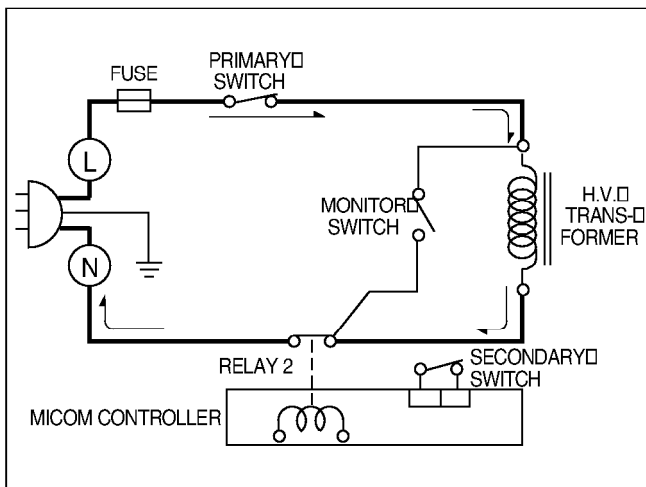 FUSE
PRIMARY□
SWITCH
L
MONITOR□
SWITCH
H.V.□
TRANS-□
FORMER
N
RELAY 2
SECONDARY□
SWITCH
MICOM CONTROLLER